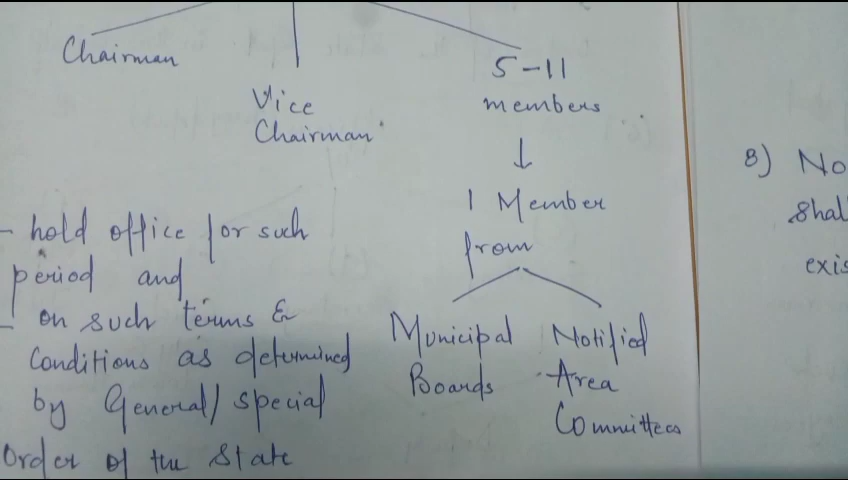 Chairman
Vice
Chairman
5-11
members
↓
1 Member
from
Municipal
Boards
Notified
Area
Committees
- hold office for such
period and
- on such terms &
Conditions as determined
by General/special
Order of the State
8) No
Shal
exis